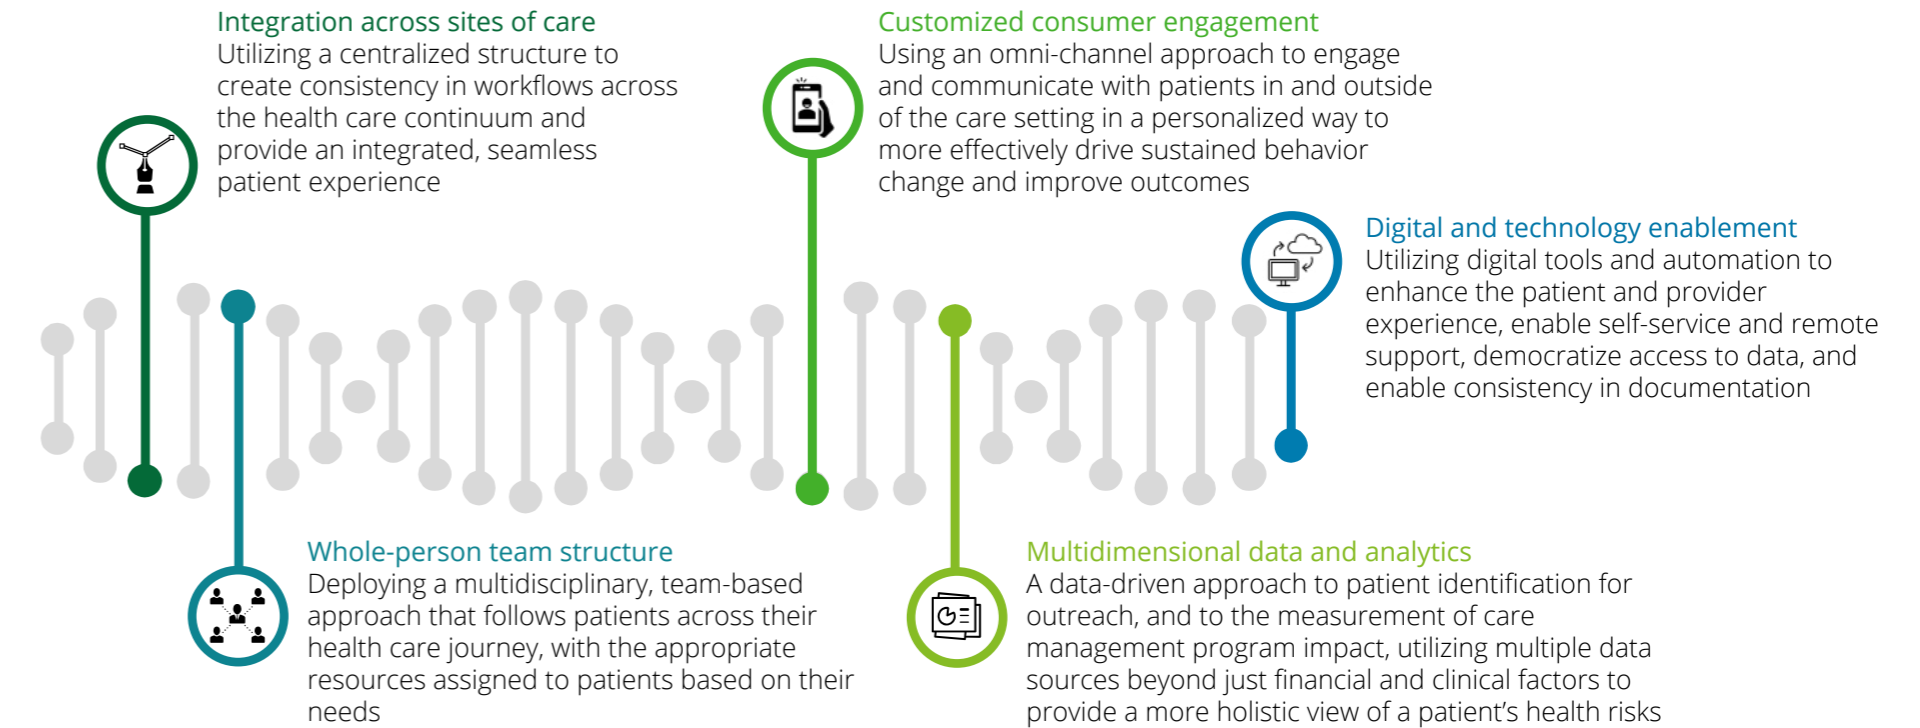 Integration across sites of care
Utilizing a centralized structure to
create consistency in workflows across
the health care continuum and
provide an integrated, seamless
patient experience
Customized consumer engagement
Using an omni-channel approach to engage
and communicate with patients in and outside
of the care setting in a personalized way to
more effectively drive sustained behavior
change and improve outcomes
Digital and technology enablement
Utilizing digital tools and automation to
enhance the patient and provider
experience, enable self-service and remote
support, democratize access to data, and
enable consistency in documentation
Whole-person team structure
Deploying a multidisciplinary, team-based
approach that follows patients across their
health care journey, with the appropriate
resources assigned to patients based on their
needs
Multidimensional data and analytics
A data-driven approach to patient identification for
outreach, and to the measurement of care
management program impact, utilizing multiple data
sources beyond just financial and clinical factors to
provide a more holistic view of a patient’s health risks